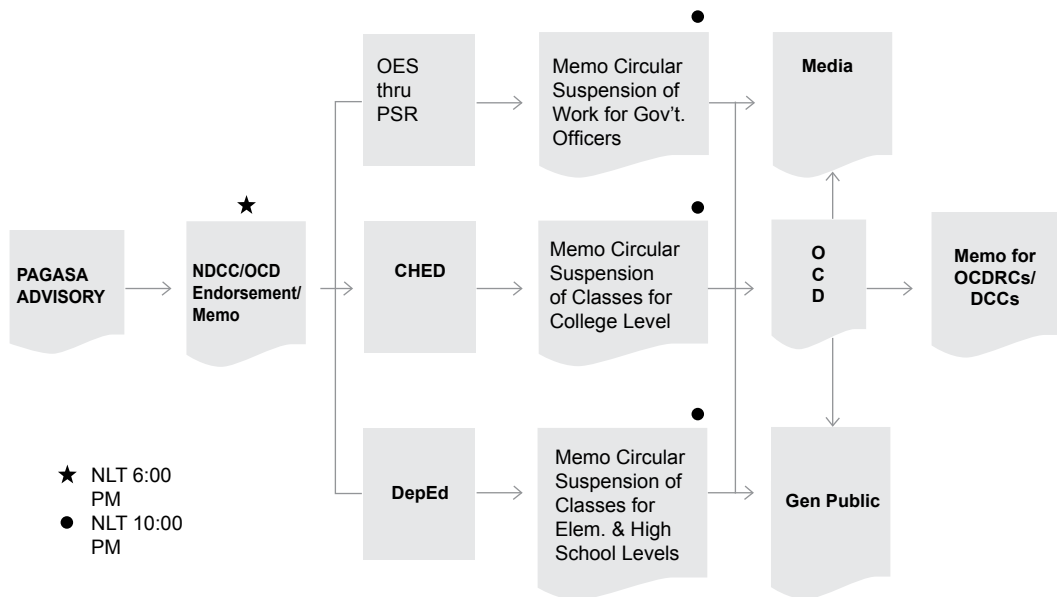 PAGASA
ADVISORY
NDCC/OCD
Endorsement/
Memo
OES
thru
PSR
Memo Circular
Suspension of
Work for Gov’t.
Officers
CHED
Memo Circular
Suspension
of Classes for
College Level
DepEd
Memo Circular
Suspension of
Classes for
Elem. & High
School Levels
Media
O
C
D
Gen Public
Memo for
OCDRCs/
DCCs
NLT 6:00
PM
NLT 10:00
PM